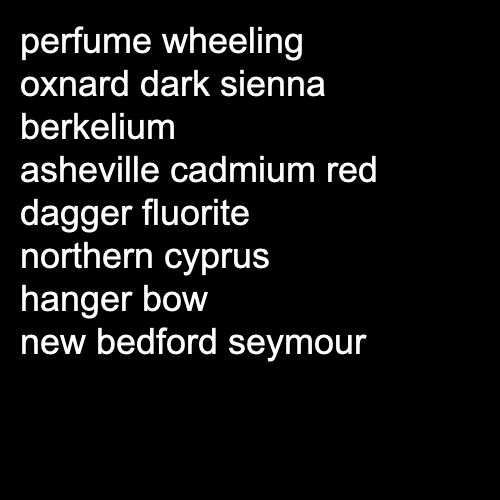 perfume wheeling
oxnard dark sienna
berkelium
asheville cadmium red
dagger fluorite
northern cyprus
hanger bow
new bedford seymour